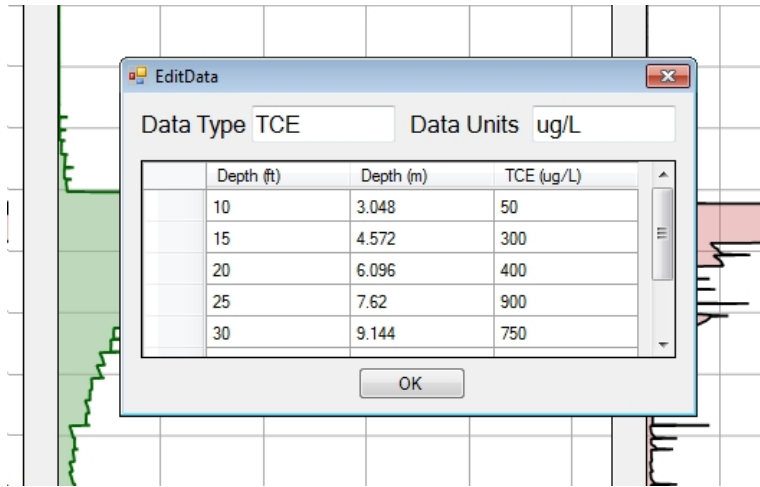 EditData
Data Type TCE Data Units ug/L
Depth (ft) Depth (m) TCE (ug/L)
10 3.048 50
15 4.572 300
20 6.096 400
25 7.62 900
30 9.144 750
OK